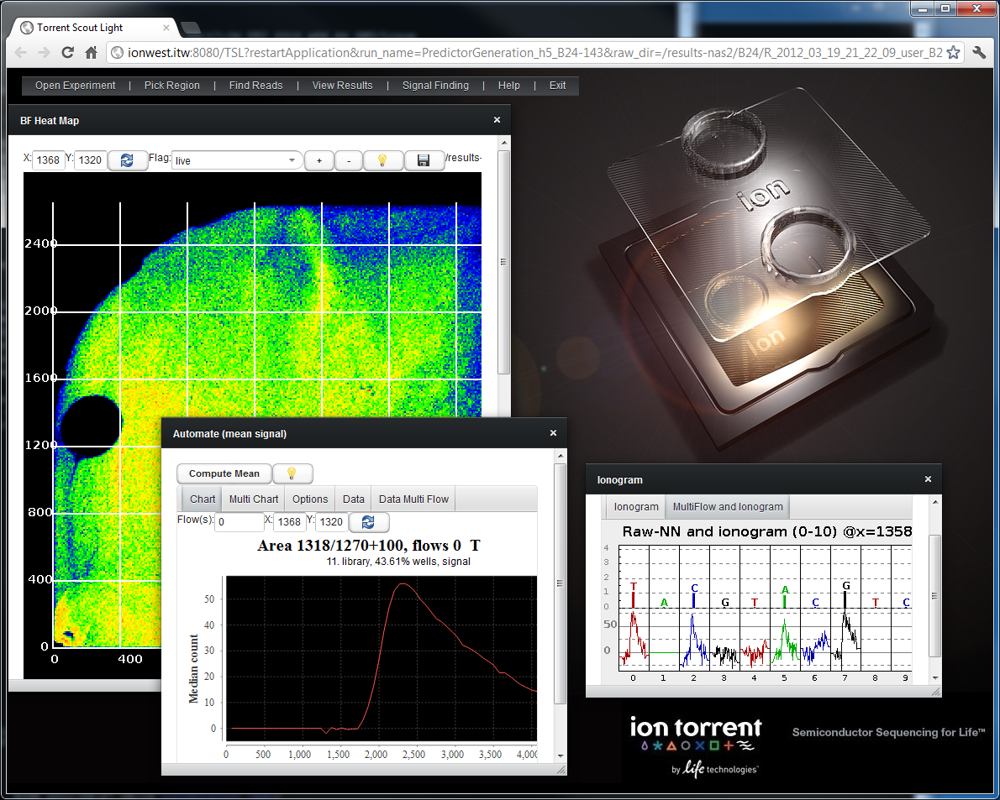 Torrent Scout Light
ionwest.itw:8080/TSL?restartApplication&run_name=PredictorGeneration_h5_B24-143&raw_dir=/results-nas2/B24/R_2012_03_19_21_22_09_user_B2
Open Experiment | Pick Region | Find Reads | View Results | Signal Finding | Help | Exit
BF Heat Map
X: 1368 Y: 1320 Flag: live + - /results-
2400
2000
1600
1200
800
400
0
0 400
ion
ion
Automate (mean signal)
Compute Mean
Chart Multi Chart Options Data Data Multi Flow
Flow(s): 0 X: 1368 Y: 1320
Area 1318/1270+100, flows 0 T
11. library, 43.61% wells, signal
Median count
50
40
30
20
10
0
0 500 1,000 1,500 2,000 2,500 3,000 3,500 4,000
Ionogram
Ionogram MultiFlow and Ionogram
Raw-NN and ionogram (0-10) @x=1358
4
3
2
1
0
T A C G T A C G T C
50
0
0 1 2 3 4 5 6 7 8 9
ion torrent
by life technologies™
Semiconductor Sequencing for Life™